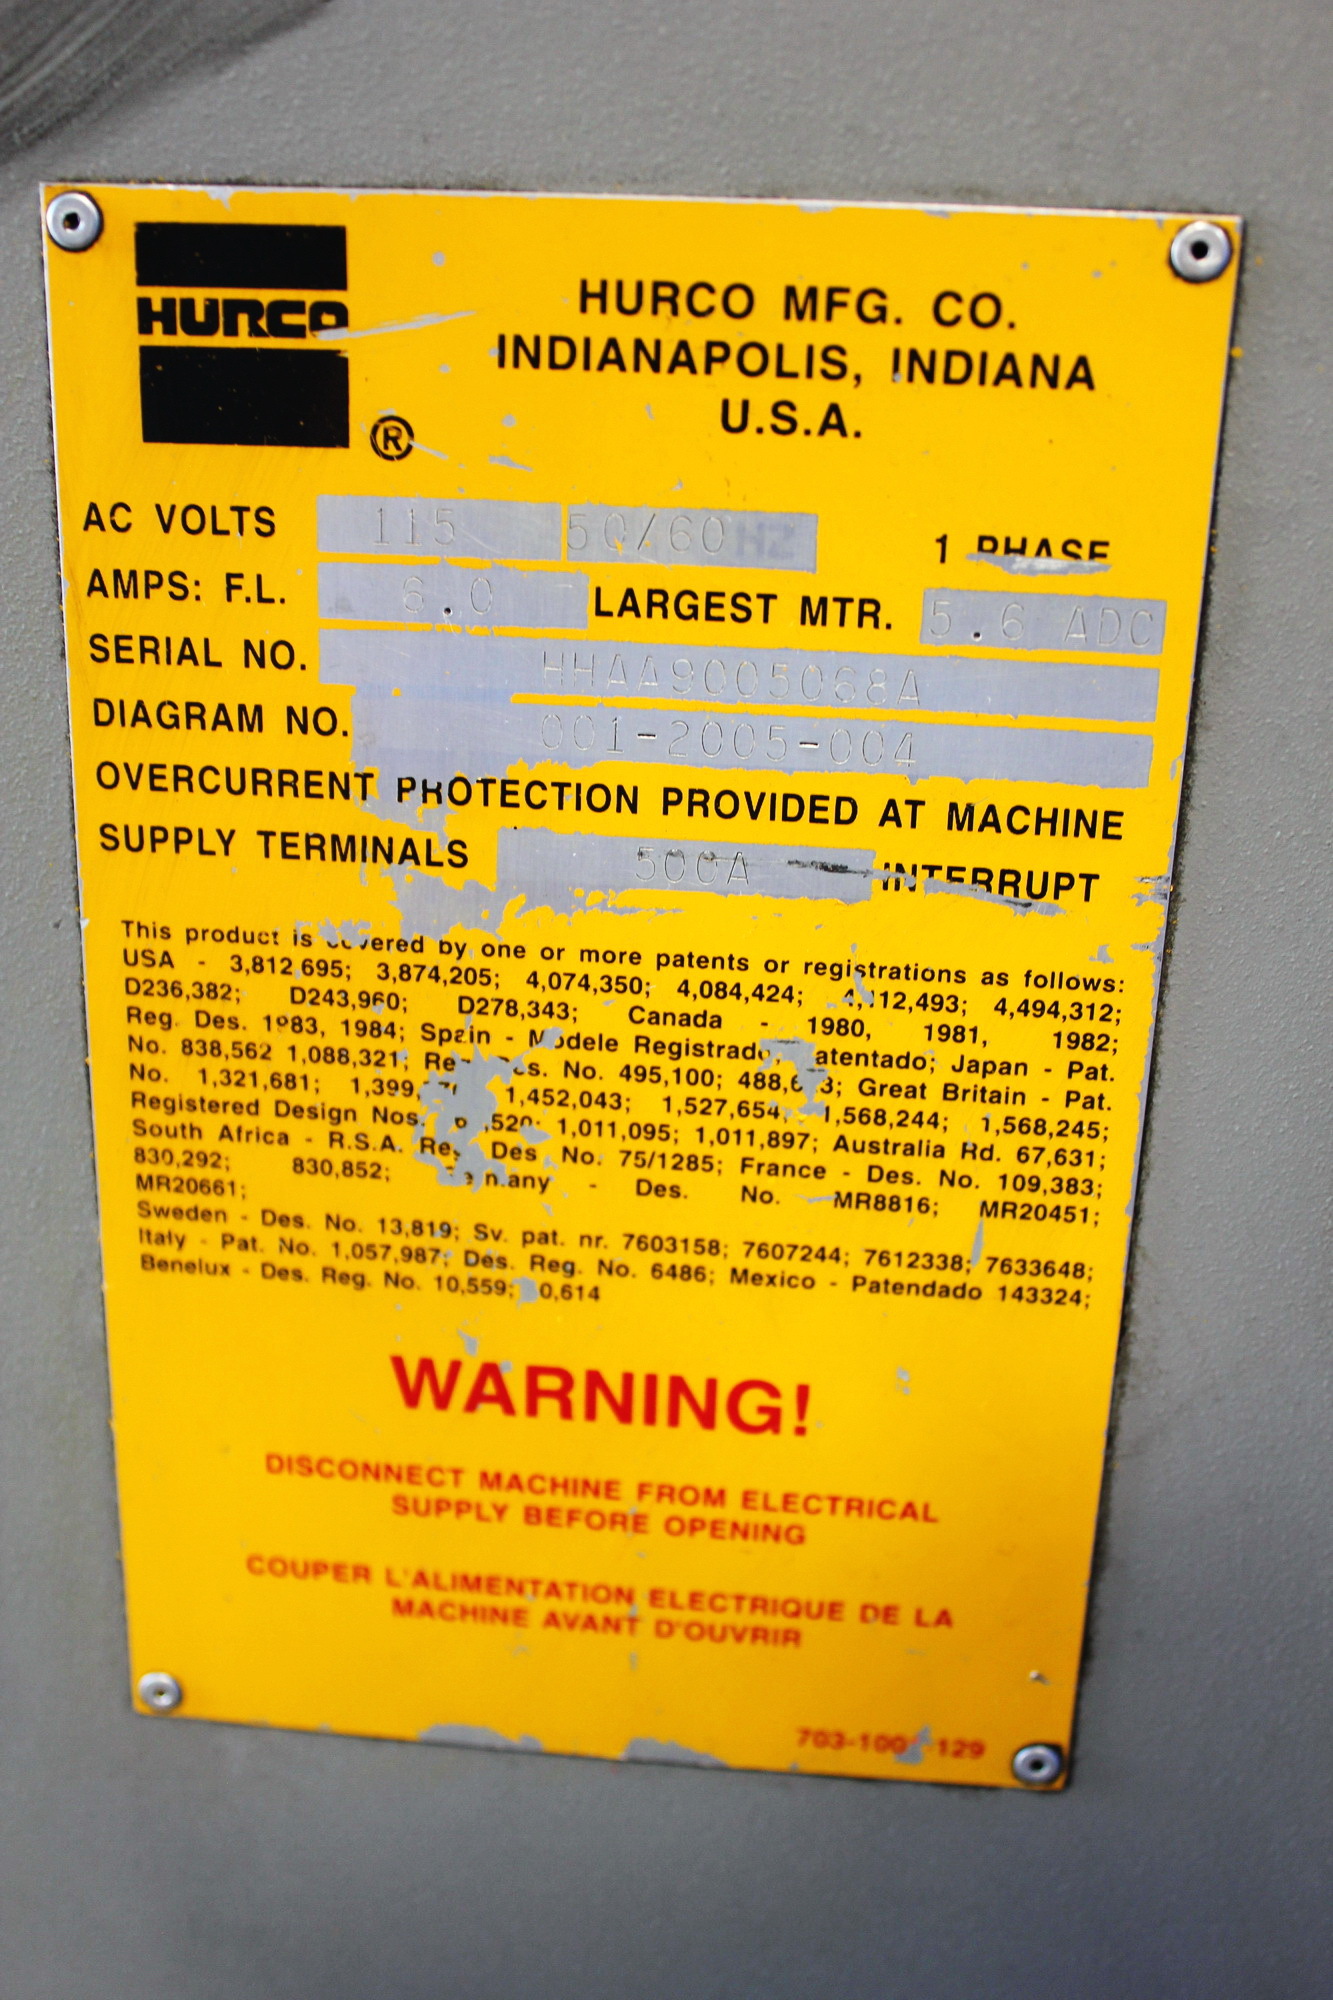 HURCO
®
HURCO MFG. CO.
INDIANAPOLIS, INDIANA
U.S.A.
AC VOLTS 115 50/60 HZ 1 PHASE
AMPS: F.L. 6.0 LARGEST MTR. 5.6 ADC
SERIAL NO. HHAA9005068A
DIAGRAM NO. 001-2005-004
OVERCURRENT PROTECTION PROVIDED AT MACHINE
SUPPLY TERMINALS 500A INTERRUPT
This product is covered by one or more patents or registrations as follows:
USA - 3,812,695; 3,874,205; 4,074,350; 4,084,424; 4,494,312;
D236,382; D243,960; D278,343; Canada - 1980, 1981, 1982;
Reg. Des. 1983, 1984; Spain - Modele Registrado, Patentado; Japan - Pat.
No. 838,562 1,088,321; No. 495,100; Great Britain - Pat.
No. 1,321,681; 1,452,043; 1,527,654; 1,568,244; 1,568,245;
Registered Design Nos. 1,011,095; 1,011,897; Australia Rd. 67,631;
South Africa - R.S.A. Reg. Des No. 75/1285; France - Des. No. 109,383;
830,292; 830,852; Germany - Des. No. MR8816; MR20451;
MR20661;
Sweden - Des. No. 13,819; Sv. pat. nr. 7603158; 7607244; 7612338; 7633648;
Italy - Pat. No. 1,057,987; Des. Reg. No. 6486; Mexico - Patendado 143324;
Benelux - Des. Reg. No. 10,559;
WARNING!
DISCONNECT MACHINE FROM ELECTRICAL
SUPPLY BEFORE OPENING
COUPER L'ALIMENTATION ELECTRIQUE DE LA
MACHINE AVANT D'OUVRIR